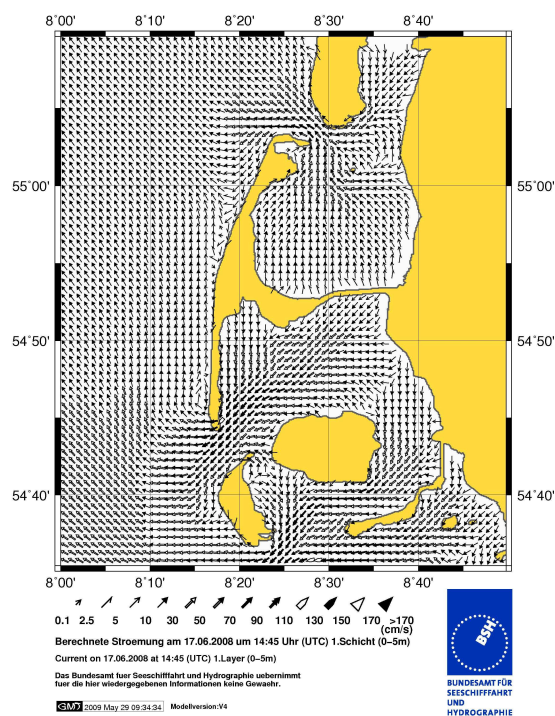 8°00' 8°10' 8°20' 8°30' 8°40'
55°00' 55°00'
54°50' 54°50'
54°40' 54°40'
8°00' 8°10' 8°20' 8°30' 8°40'
0.1 2.5 5 10 30 50 70 90 110 130 150 170 >170
(cm/s)
Berechnete Stroemung am 17.06.2008 um 14:45 Uhr (UTC) 1.Schicht (0-5m)
Current on 17.06.2008 at 14:45 (UTC) 1.Layer (0-5m)
Das Bundesamt fuer Seeschifffahrt und Hydrographie uebernimmt
fuer die hier wiedergegebenen Informationen keine Gewaehr.
GMT 2009 May 29 09:34:34 Modellversion:V4
BSH
BUNDESAMT FÜR
SEESCHIFFFAHRT
UND
HYDROGRAPHIE